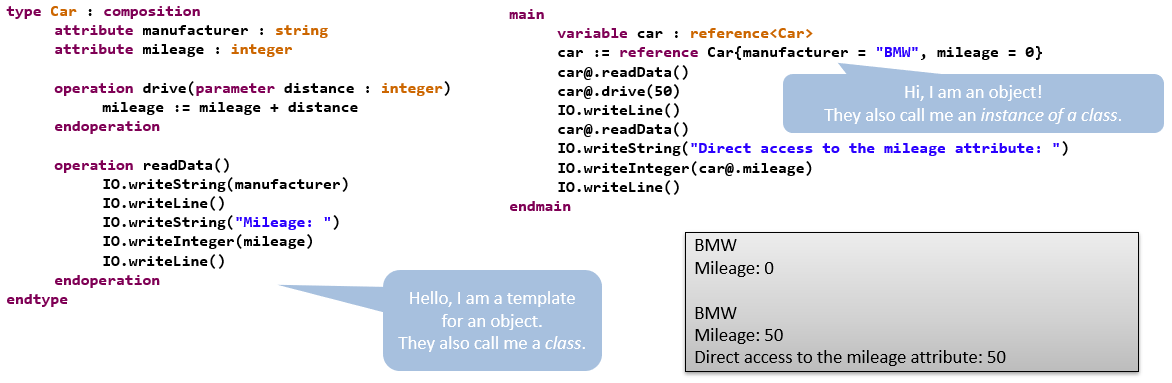 type Car : composition
attribute manufacturer : string
attribute mileage : integer
operation drive(parameter distance : integer)
mileage := mileage + distance
endoperation
operation readData()
IO.writeString(manufacturer)
IO.writeLine()
IO.writeString("Mileage: ")
IO.writeInteger(mileage)
IO.writeLine()
endoperation
endtype
Hello, I am a template
for an object.
They also call me a class.
main
variable car : reference<Car>
car := reference Car{manufacturer = "BMW", mileage = 0}
car@.readData()
car@.drive(50)
IO.writeLine()
car@.readData()
IO.writeString("Direct access to the mileage attribute: ")
IO.writeInteger(car@.mileage)
IO.writeLine()
endmain
Hi, I am an object!
They also call me an instance of a class.
BMW
Mileage: 0
BMW
Mileage: 50
Direct access to the mileage attribute: 50